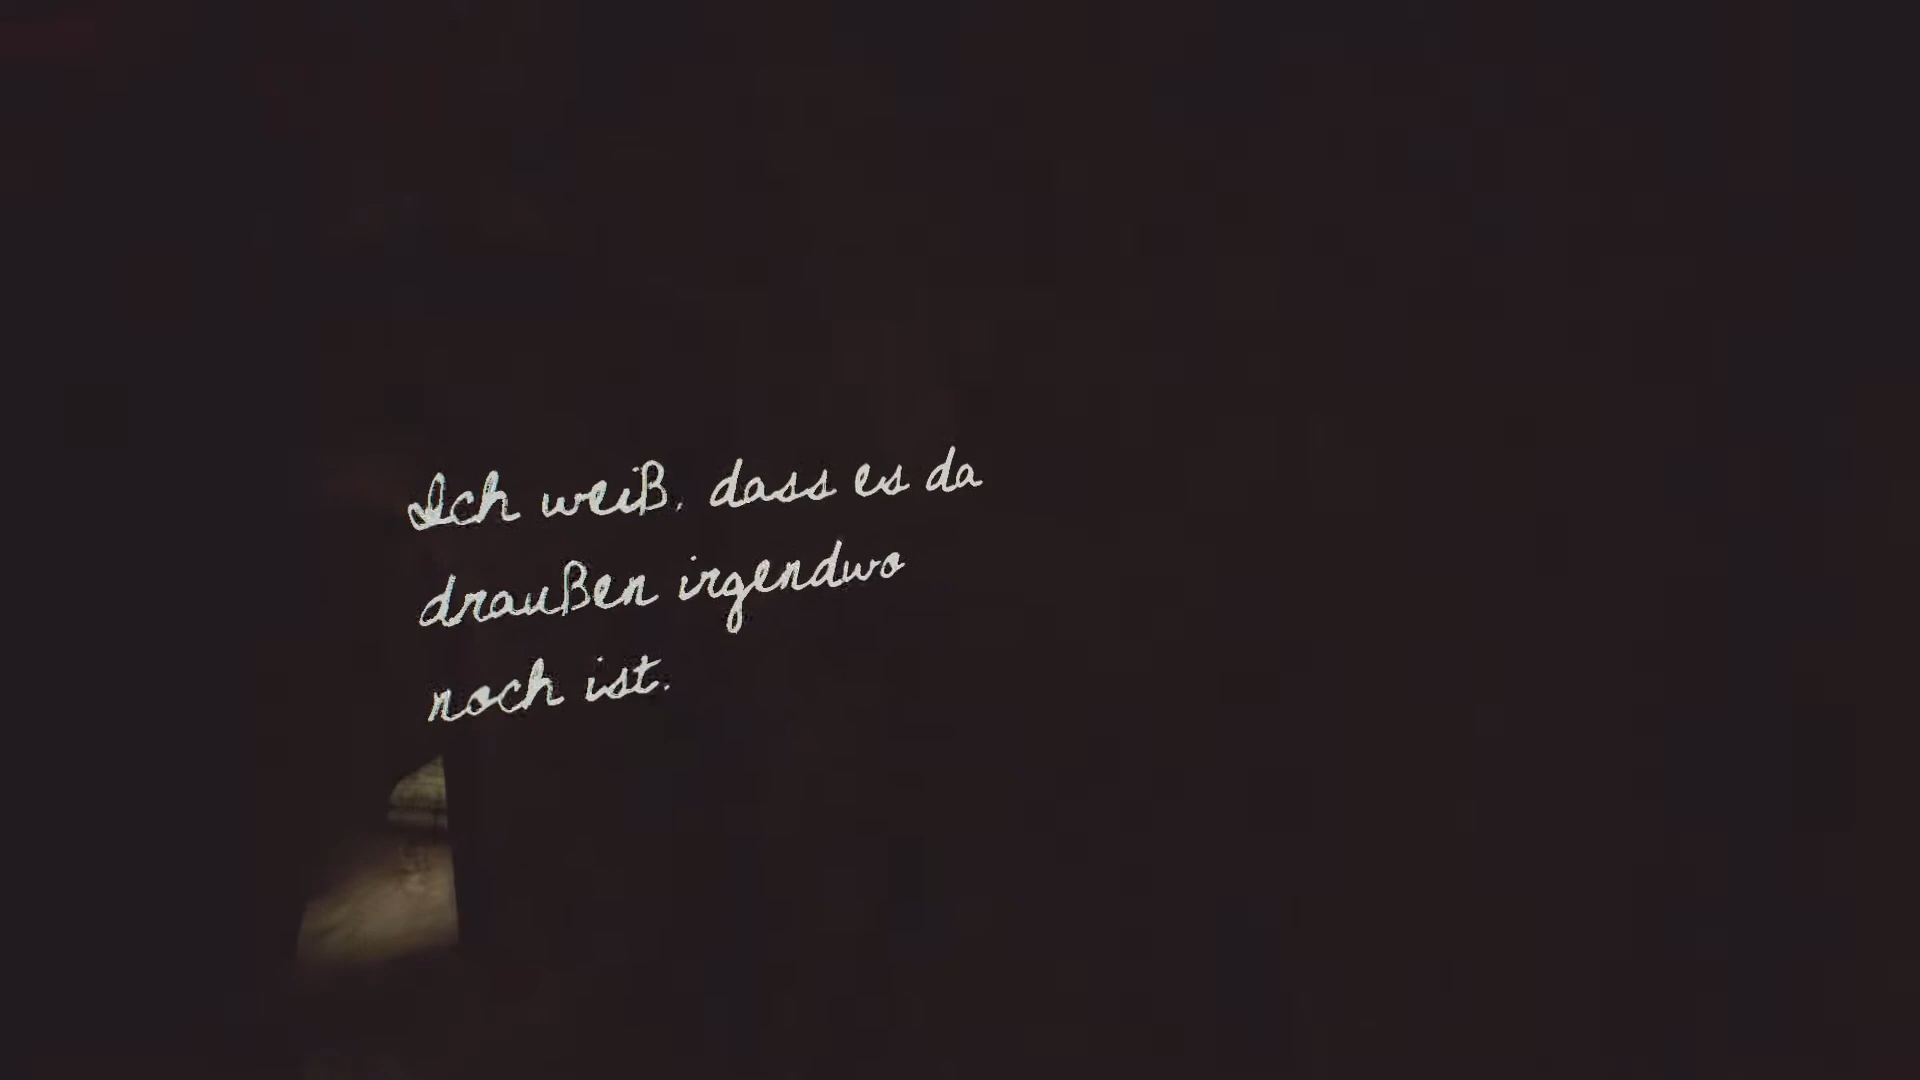 Ich weiß, dass es da
draußen irgendwo
noch ist.